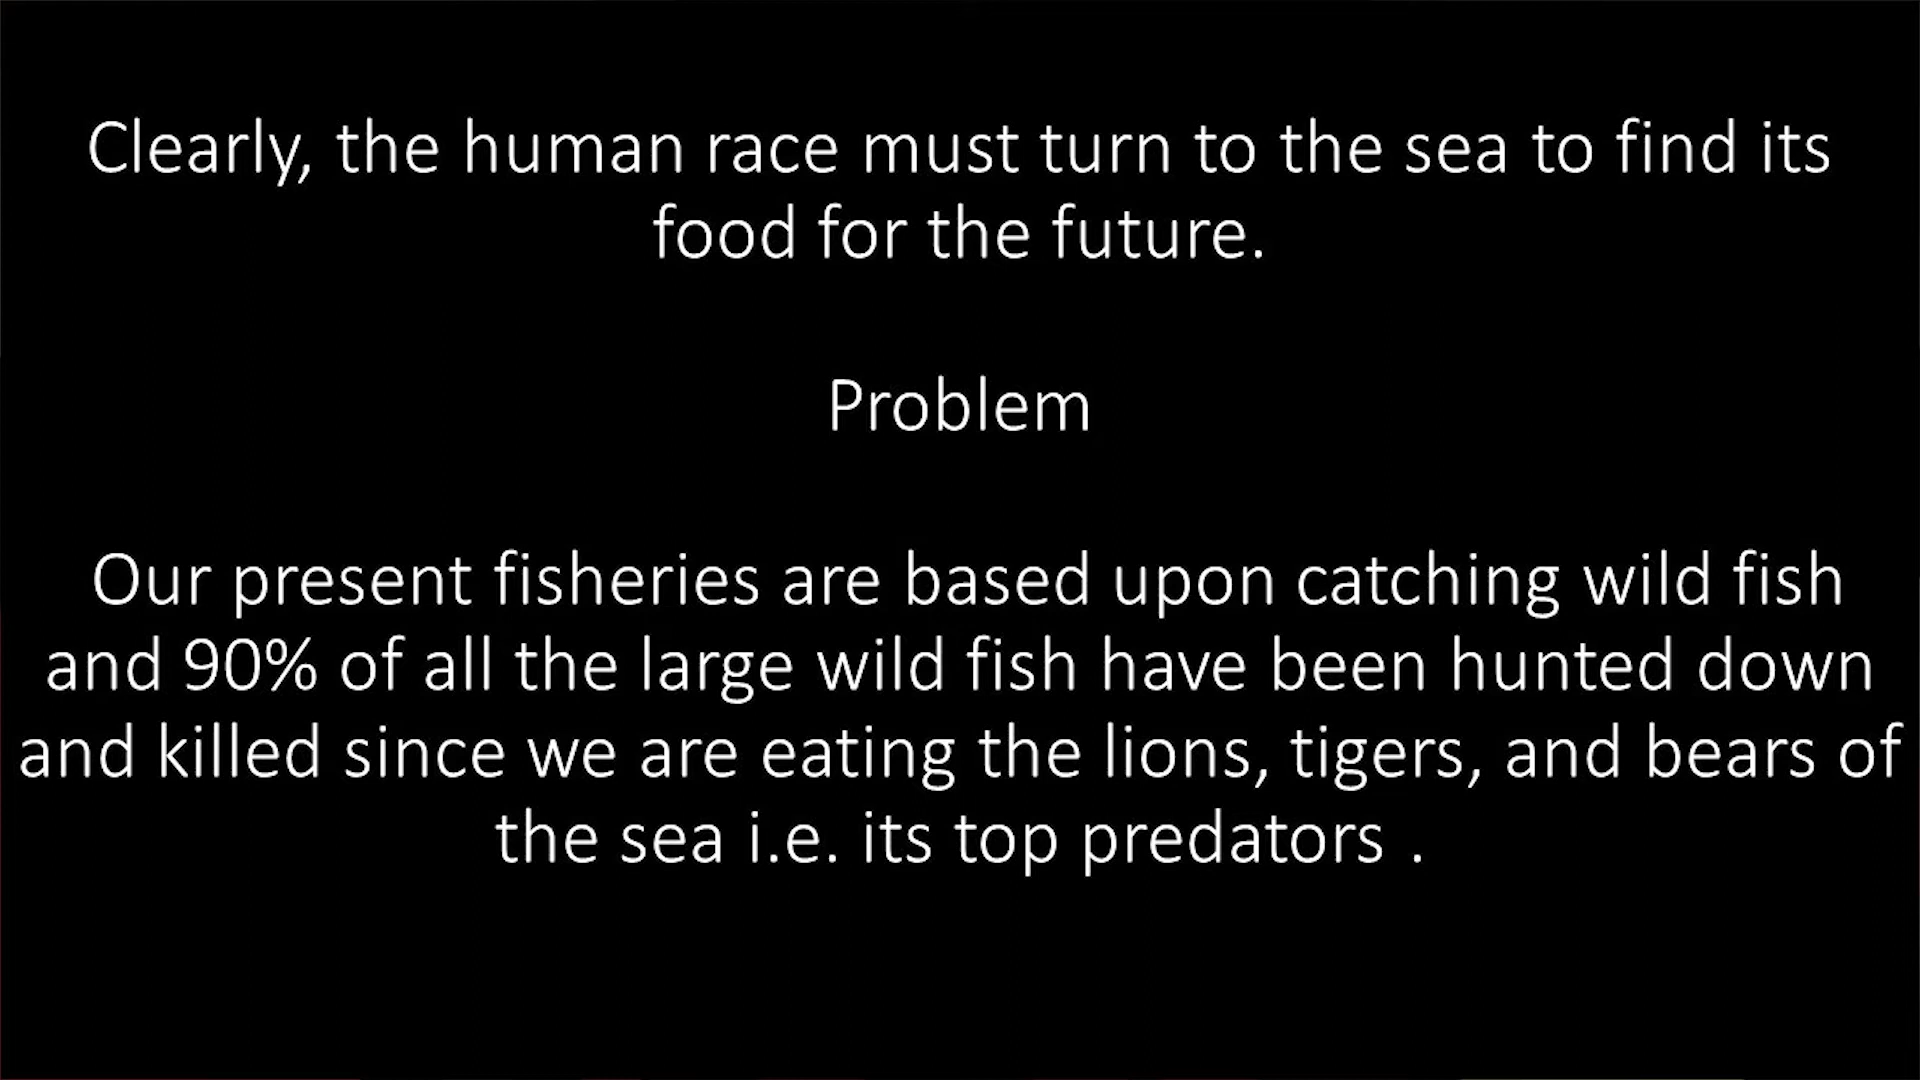 Clearly, the human race must turn to the sea to find its
food for the future.
Problem
Our present fisheries are based upon catching wild fish
and 90% of all the large wild fish have been hunted down
and killed since we are eating the lions, tigers, and bears of
the sea i.e. its top predators .